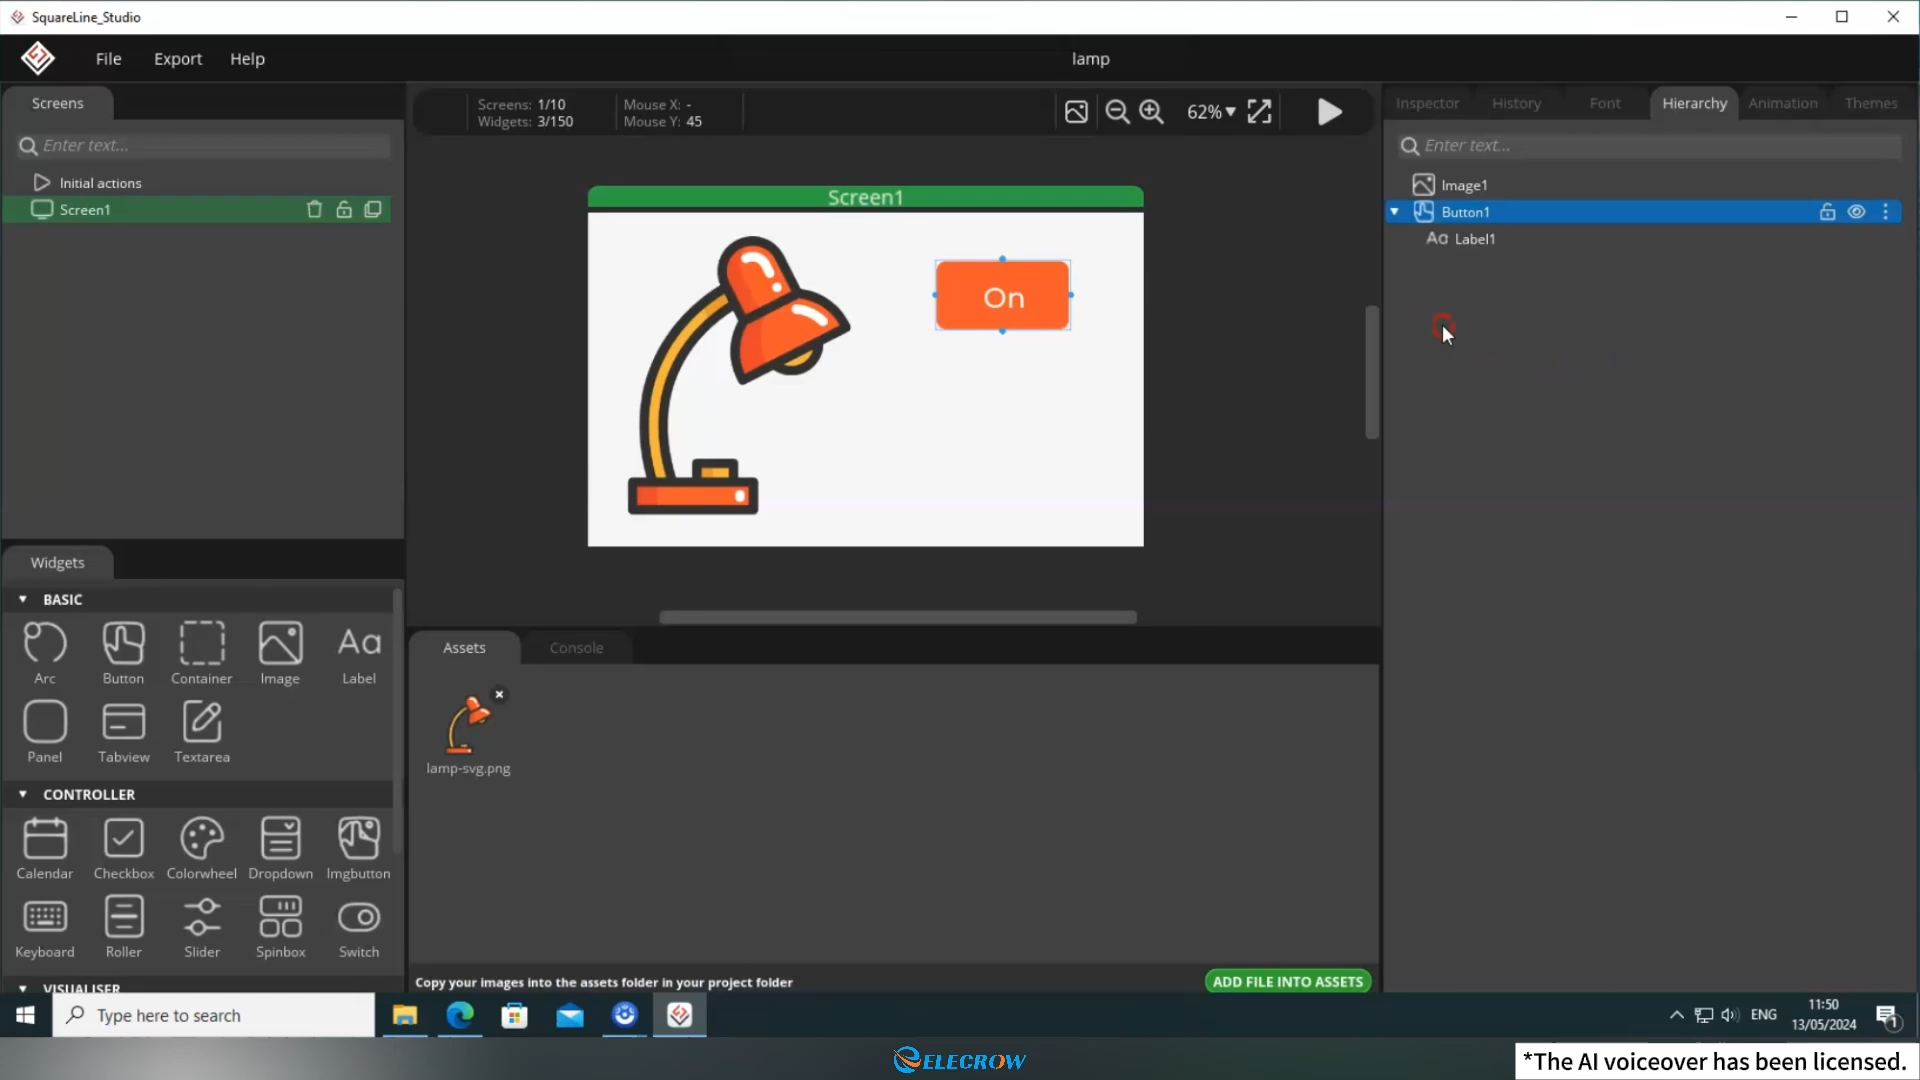 SquareLine_Studio
File
Export
Help
lamp
Screens
Screens: 1/10
Widgets: 3/150
Mouse X: -
Mouse Y: 45
62%
Inspector
History
Font
Hierarchy
Animation
Themes
Enter text...
Initial actions
Screen1
Screen1
On
Enter text...
Image1
Button1
Aa Label1
Widgets
BASIC
Arc
Button
Container
Image
Aa
Label
Panel
Tabview
Textarea
CONTROLLER
Calendar
Checkbox
Colorwheel
Dropdown
Imgbutton
Keyboard
Roller
Slider
Spinbox
Switch
VISUALISER
Assets
Console
lamp-svg.png
Copy your images into the assets folder in your project folder
ADD FILE INTO ASSETS
Type here to search
ENG
11:50
13/05/2024
1
ELECROW
*The AI voiceover has been licensed.